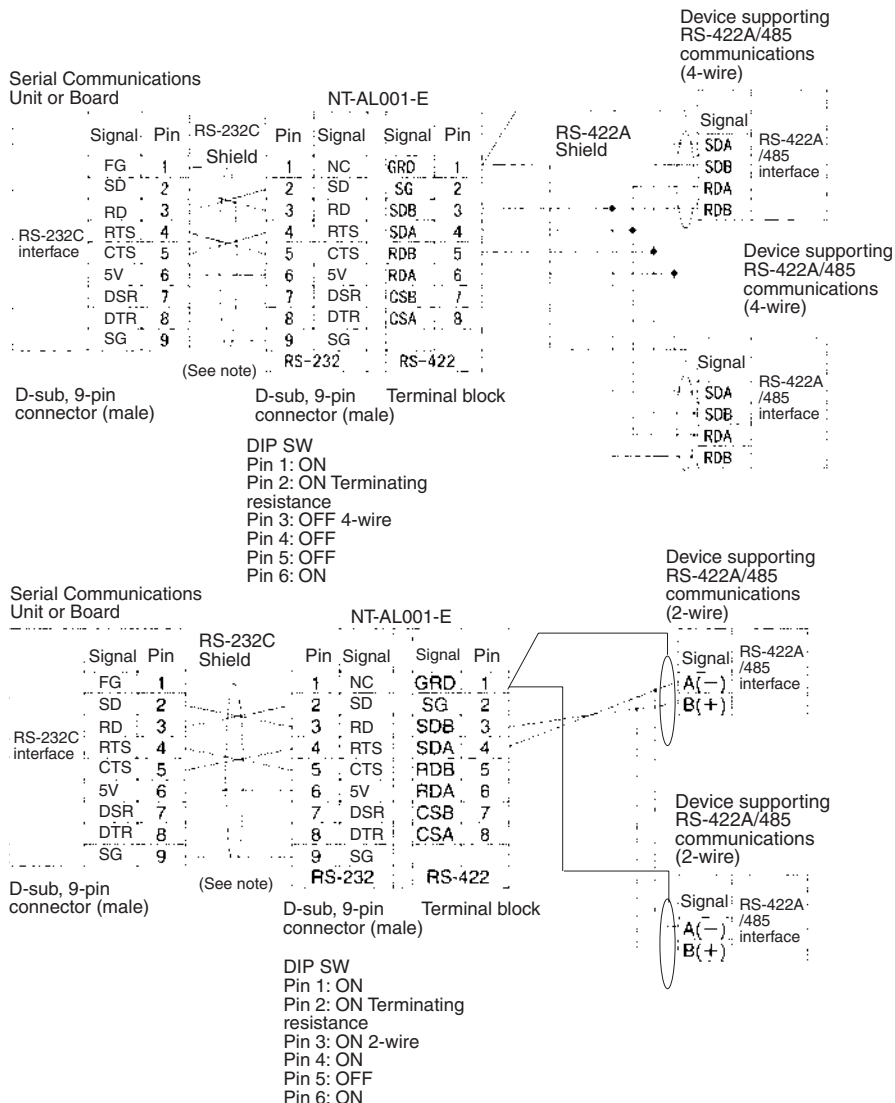 Device supporting
RS-422A/485
communications
(4-wire)
Serial Communications
Unit or Board
NT-AL001-E
Signal Pin RS-232C Pin Signal Signal Pin RS-422A Signal
Shield Shield
FG 1 1 NC GRD 1 SDA RS-422A
SD 2 2 SD SG 2 SDB /485
RD 3 3 RD SDB 3 RDA interface
RS-232C RTS 4 4 RTS SDA 4 RDB
interface CTS 5 5 CTS RDB 5
5V 6 6 5V RDA 6
DSR 7 7 DSR CSB 7
DTR 8 8 DTR CSA 8
SG 9 9 SG
(See note) RS-232 RS-422
Device supporting
RS-422A/485
communications
(4-wire)
Signal RS-422A
SDA /485
SDB interface
RDA
RDB
D-sub, 9-pin
connector (male)
D-sub, 9-pin
connector (male)
Terminal block
DIP SW
Pin 1: ON
Pin 2: ON Terminating
resistance
Pin 3: OFF 4-wire
Pin 4: OFF
Pin 5: OFF
Pin 6: ON
Device supporting
RS-422A/485
communications
(2-wire)
Serial Communications
Unit or Board
NT-AL001-E
RS-232C
Shield
Signal Pin Pin Signal Signal Pin Signal RS-422A
FG 1 1 NC GRD 1 A(−) /485
SD 2 2 SD SG 2 B(+) interface
RD 3 3 RD SDB 3
RS-232C RTS 4 4 RTS SDA 4
interface CTS 5 5 CTS RDB 5
5V 6 6 5V RDA 6
DSR 7 7 DSR CSB 7
DTR 8 8 DTR CSA 8
SG 9 9 SG
(See note) RS-232 RS-422
Device supporting
RS-422A/485
communications
(2-wire)
Signal RS-422A
A(−) /485
B(+) interface
D-sub, 9-pin
connector (male)
D-sub, 9-pin
connector (male)
Terminal block
DIP SW
Pin 1: ON
Pin 2: ON Terminating
resistance
Pin 3: ON 2-wire
Pin 4: ON
Pin 5: OFF
Pin 6: ON